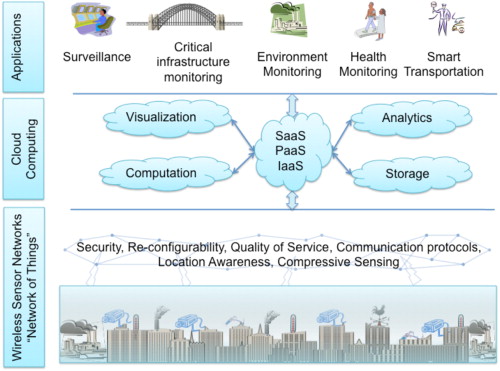 Applications
Surveillance
Critical
infrastructure
monitoring
Environment
Monitoring
Health
Monitoring
Smart
Transportation
Cloud
Computing
Visualization
Computation
SaaS
PaaS
IaaS
Analytics
Storage
Wireless Sensor Networks
"Network of Things"
Security, Re-configurability, Quality of Service, Communication protocols,
Location Awareness, Compressive Sensing